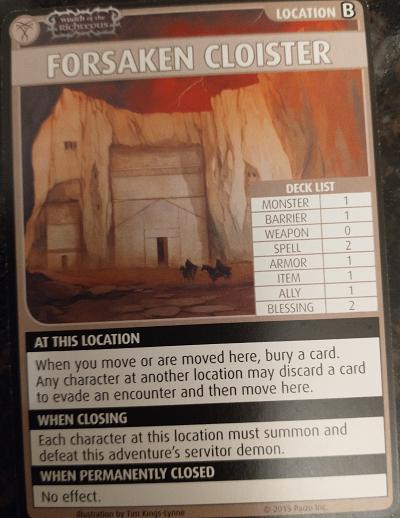 Wrath of the
Righteous
LOCATION B
FORSAKEN CLOISTER
DECK LIST
MONSTER 1
BARRIER 1
WEAPON 0
SPELL 2
ARMOR 1
ITEM 1
ALLY 1
BLESSING 2
AT THIS LOCATION
When you move or are moved here, bury a card.
Any character at another location may discard a card
to evade an encounter and then move here.
WHEN CLOSING
Each character at this location must summon and
defeat this adventure's servitor demon.
WHEN PERMANENTLY CLOSED
No effect.
Illustration by Tim Kings-Lynne
© 2015 Paizo Inc.